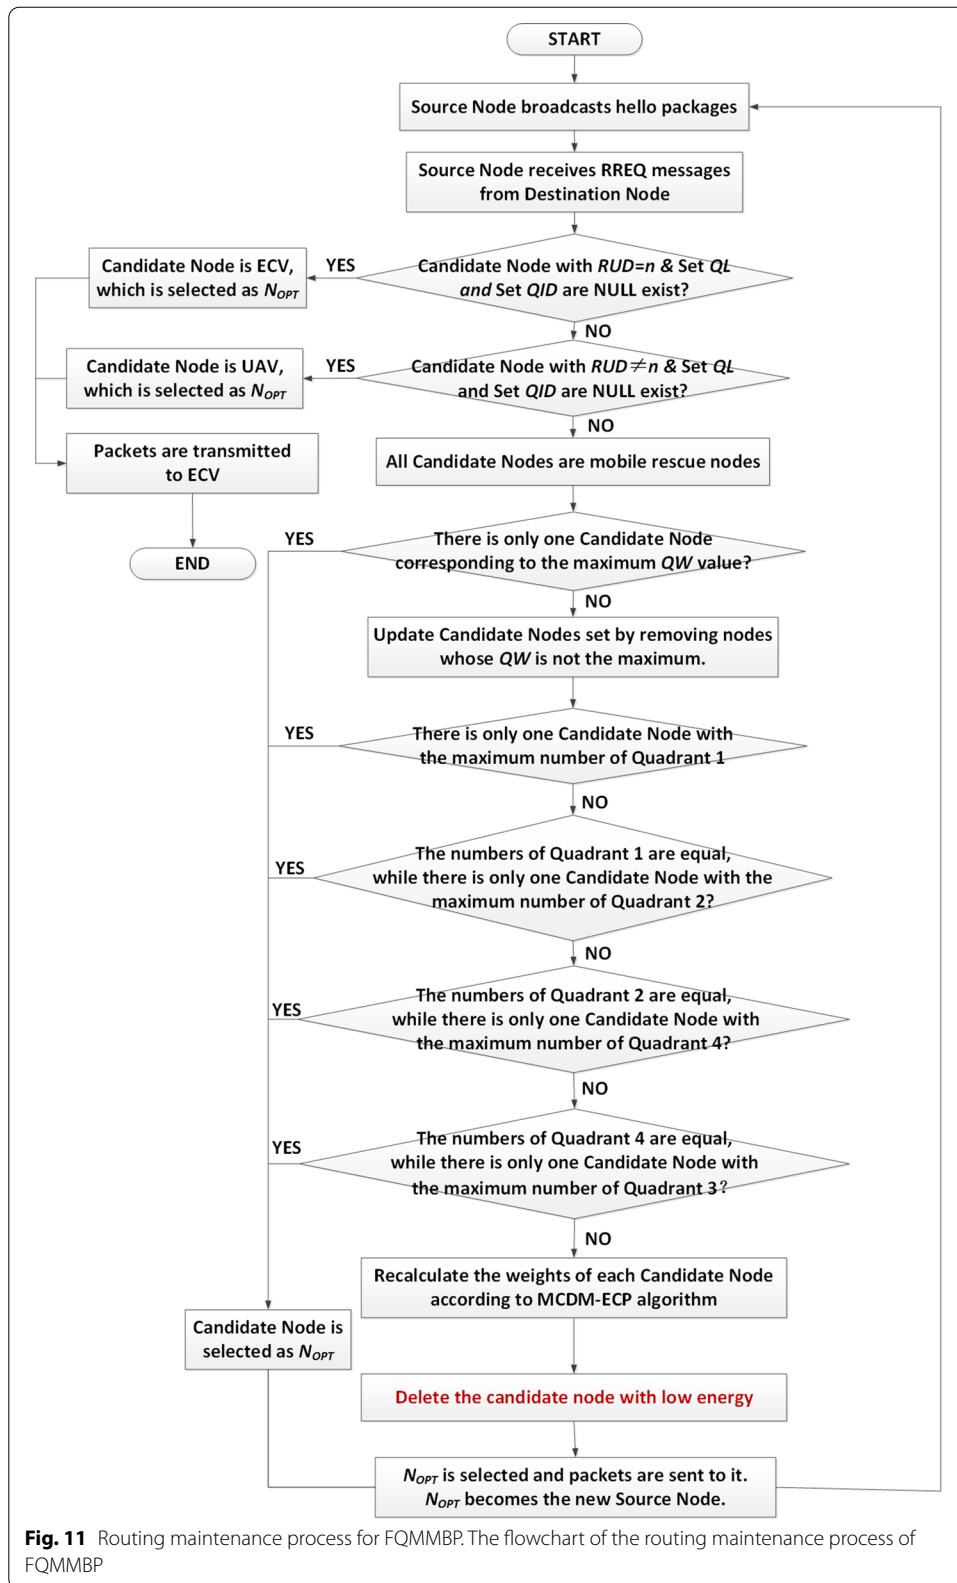 START
Source Node broadcasts hello packages
Source Node receives RREQ messages
from Destination Node
Candidate Node is ECV,
which is selected as N_OPT
YES
Candidate Node with RUD=n & Set QL
and Set QID are NULL exist?
NO
Candidate Node is UAV,
which is selected as N_OPT
YES
Candidate Node with RUD≠n & Set QL
and Set QID are NULL exist?
NO
Packets are transmitted
to ECV
All Candidate Nodes are mobile rescue nodes
END
YES
There is only one Candidate Node
corresponding to the maximum QW value?
NO
Update Candidate Nodes set by removing nodes
whose QW is not the maximum.
YES
There is only one Candidate Node with
the maximum number of Quadrant 1
NO
YES
The numbers of Quadrant 1 are equal,
while there is only one Candidate Node with the
maximum number of Quadrant 2?
NO
YES
The numbers of Quadrant 2 are equal,
while there is only one Candidate Node with
the maximum number of Quadrant 4?
NO
YES
The numbers of Quadrant 4 are equal,
while there is only one Candidate Node with
the maximum number of Quadrant 3?
NO
Recalculate the weights of each Candidate Node
according to MCDM-ECP algorithm
Candidate Node is
selected as N_OPT
Delete the candidate node with low energy
N_OPT is selected and packets are sent to it.
N_OPT becomes the new Source Node.
Fig. 11 Routing maintenance process for FQMMBP. The flowchart of the routing maintenance process of
FQMMBP